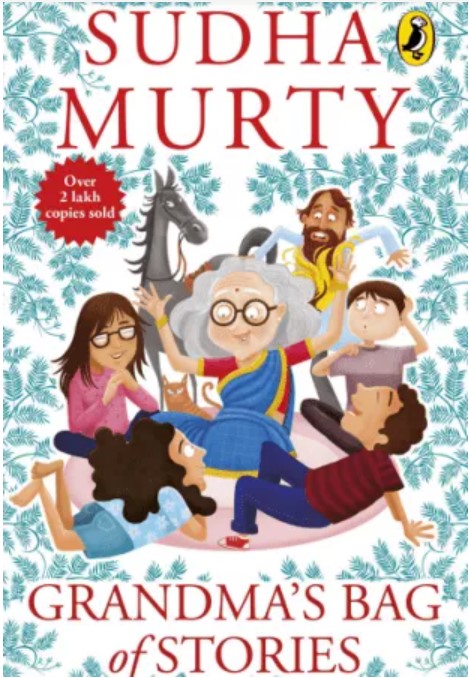 SUDHA
MURTY
Over
2 lakh
copies sold
GRANDMA'S BAG
of STORIES